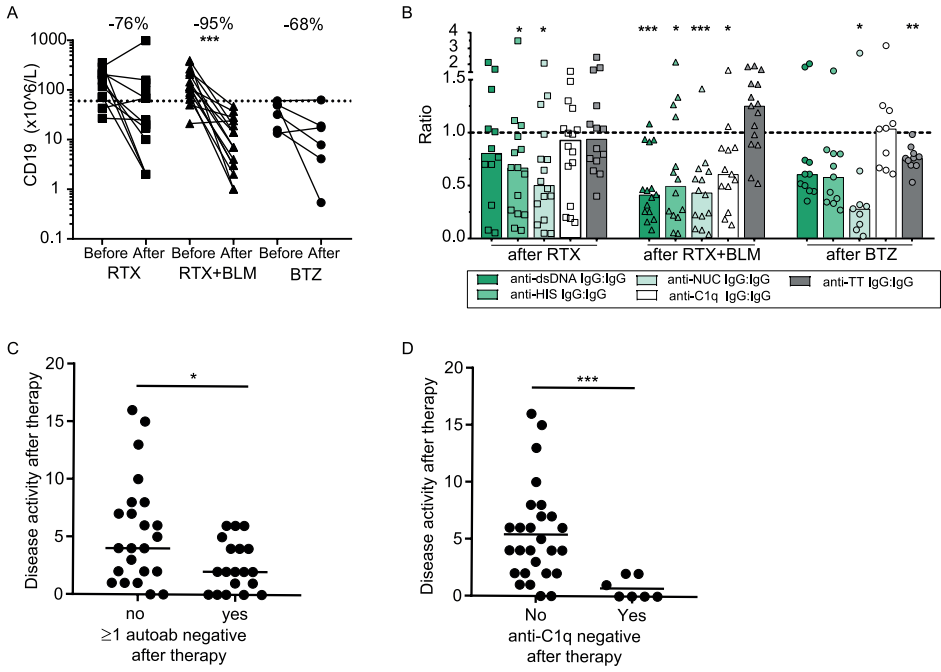 A
-76% -95% -68%
***
CD19 (x10^6/L)
1000
100
10
1
0.1
Before After Before After Before After
RTX RTX+BLM BTZ
B
Ratio
4
3
2
1.5
1.0
0.5
0.0
* * *** * *** * * **
after RTX after RTX+BLM after BTZ
anti-dsDNA IgG:IgG anti-NUC IgG:IgG anti-TT IgG:IgG
anti-HIS IgG:IgG anti-C1q IgG:IgG
C
Disease activity after therapy
20
15
10
5
0
*
no yes
≥1 autoab negative
after therapy
D
Disease activity after therapy
20
15
10
5
0
***
No Yes
anti-C1q negative
after therapy